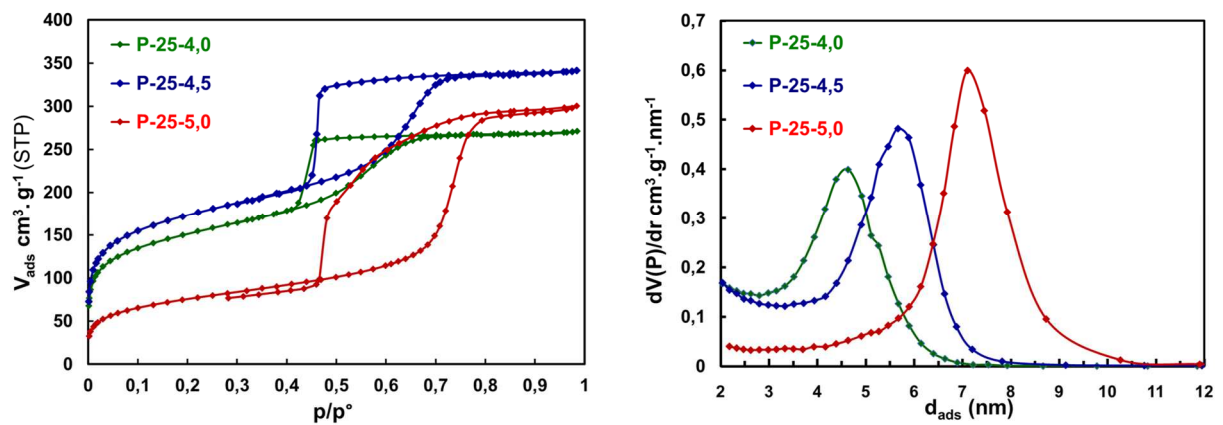 400
350
300
250
200
150
100
50
0
V_ads cm³.g⁻¹ (STP)
P-25-4,0
P-25-4,5
P-25-5,0
0 0,1 0,2 0,3 0,4 0,5 0,6 0,7 0,8 0,9 1
p/p°
0,7
0,6
0,5
0,4
0,3
0,2
0,1
0
dV(P)/dr cm³.g⁻¹.nm⁻¹
P-25-4,0
P-25-4,5
P-25-5,0
2 3 4 5 6 7 8 9 10 11 12
d_ads (nm)